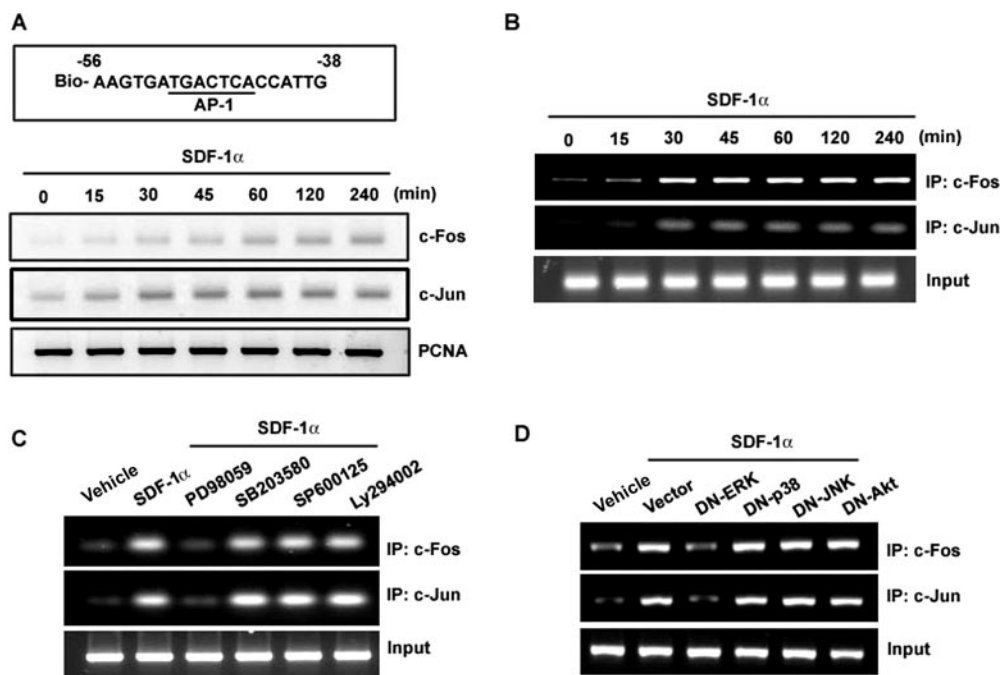 A
-56 -38
Bio- AAGTGATGACTCACCATTG
AP-1
SDF-1α
0 15 30 45 60 120 240 (min)
c-Fos
c-Jun
PCNA
B
SDF-1α
0 15 30 45 60 120 240 (min)
IP: c-Fos
IP: c-Jun
Input
C
SDF-1α
Vehicle SDF-1α PD98059 SB203580 SP600125 Ly294002
IP: c-Fos
IP: c-Jun
Input
D
SDF-1α
Vehicle Vector DN-ERK DN-p38 DN-JNK DN-Akt
IP: c-Fos
IP: c-Jun
Input